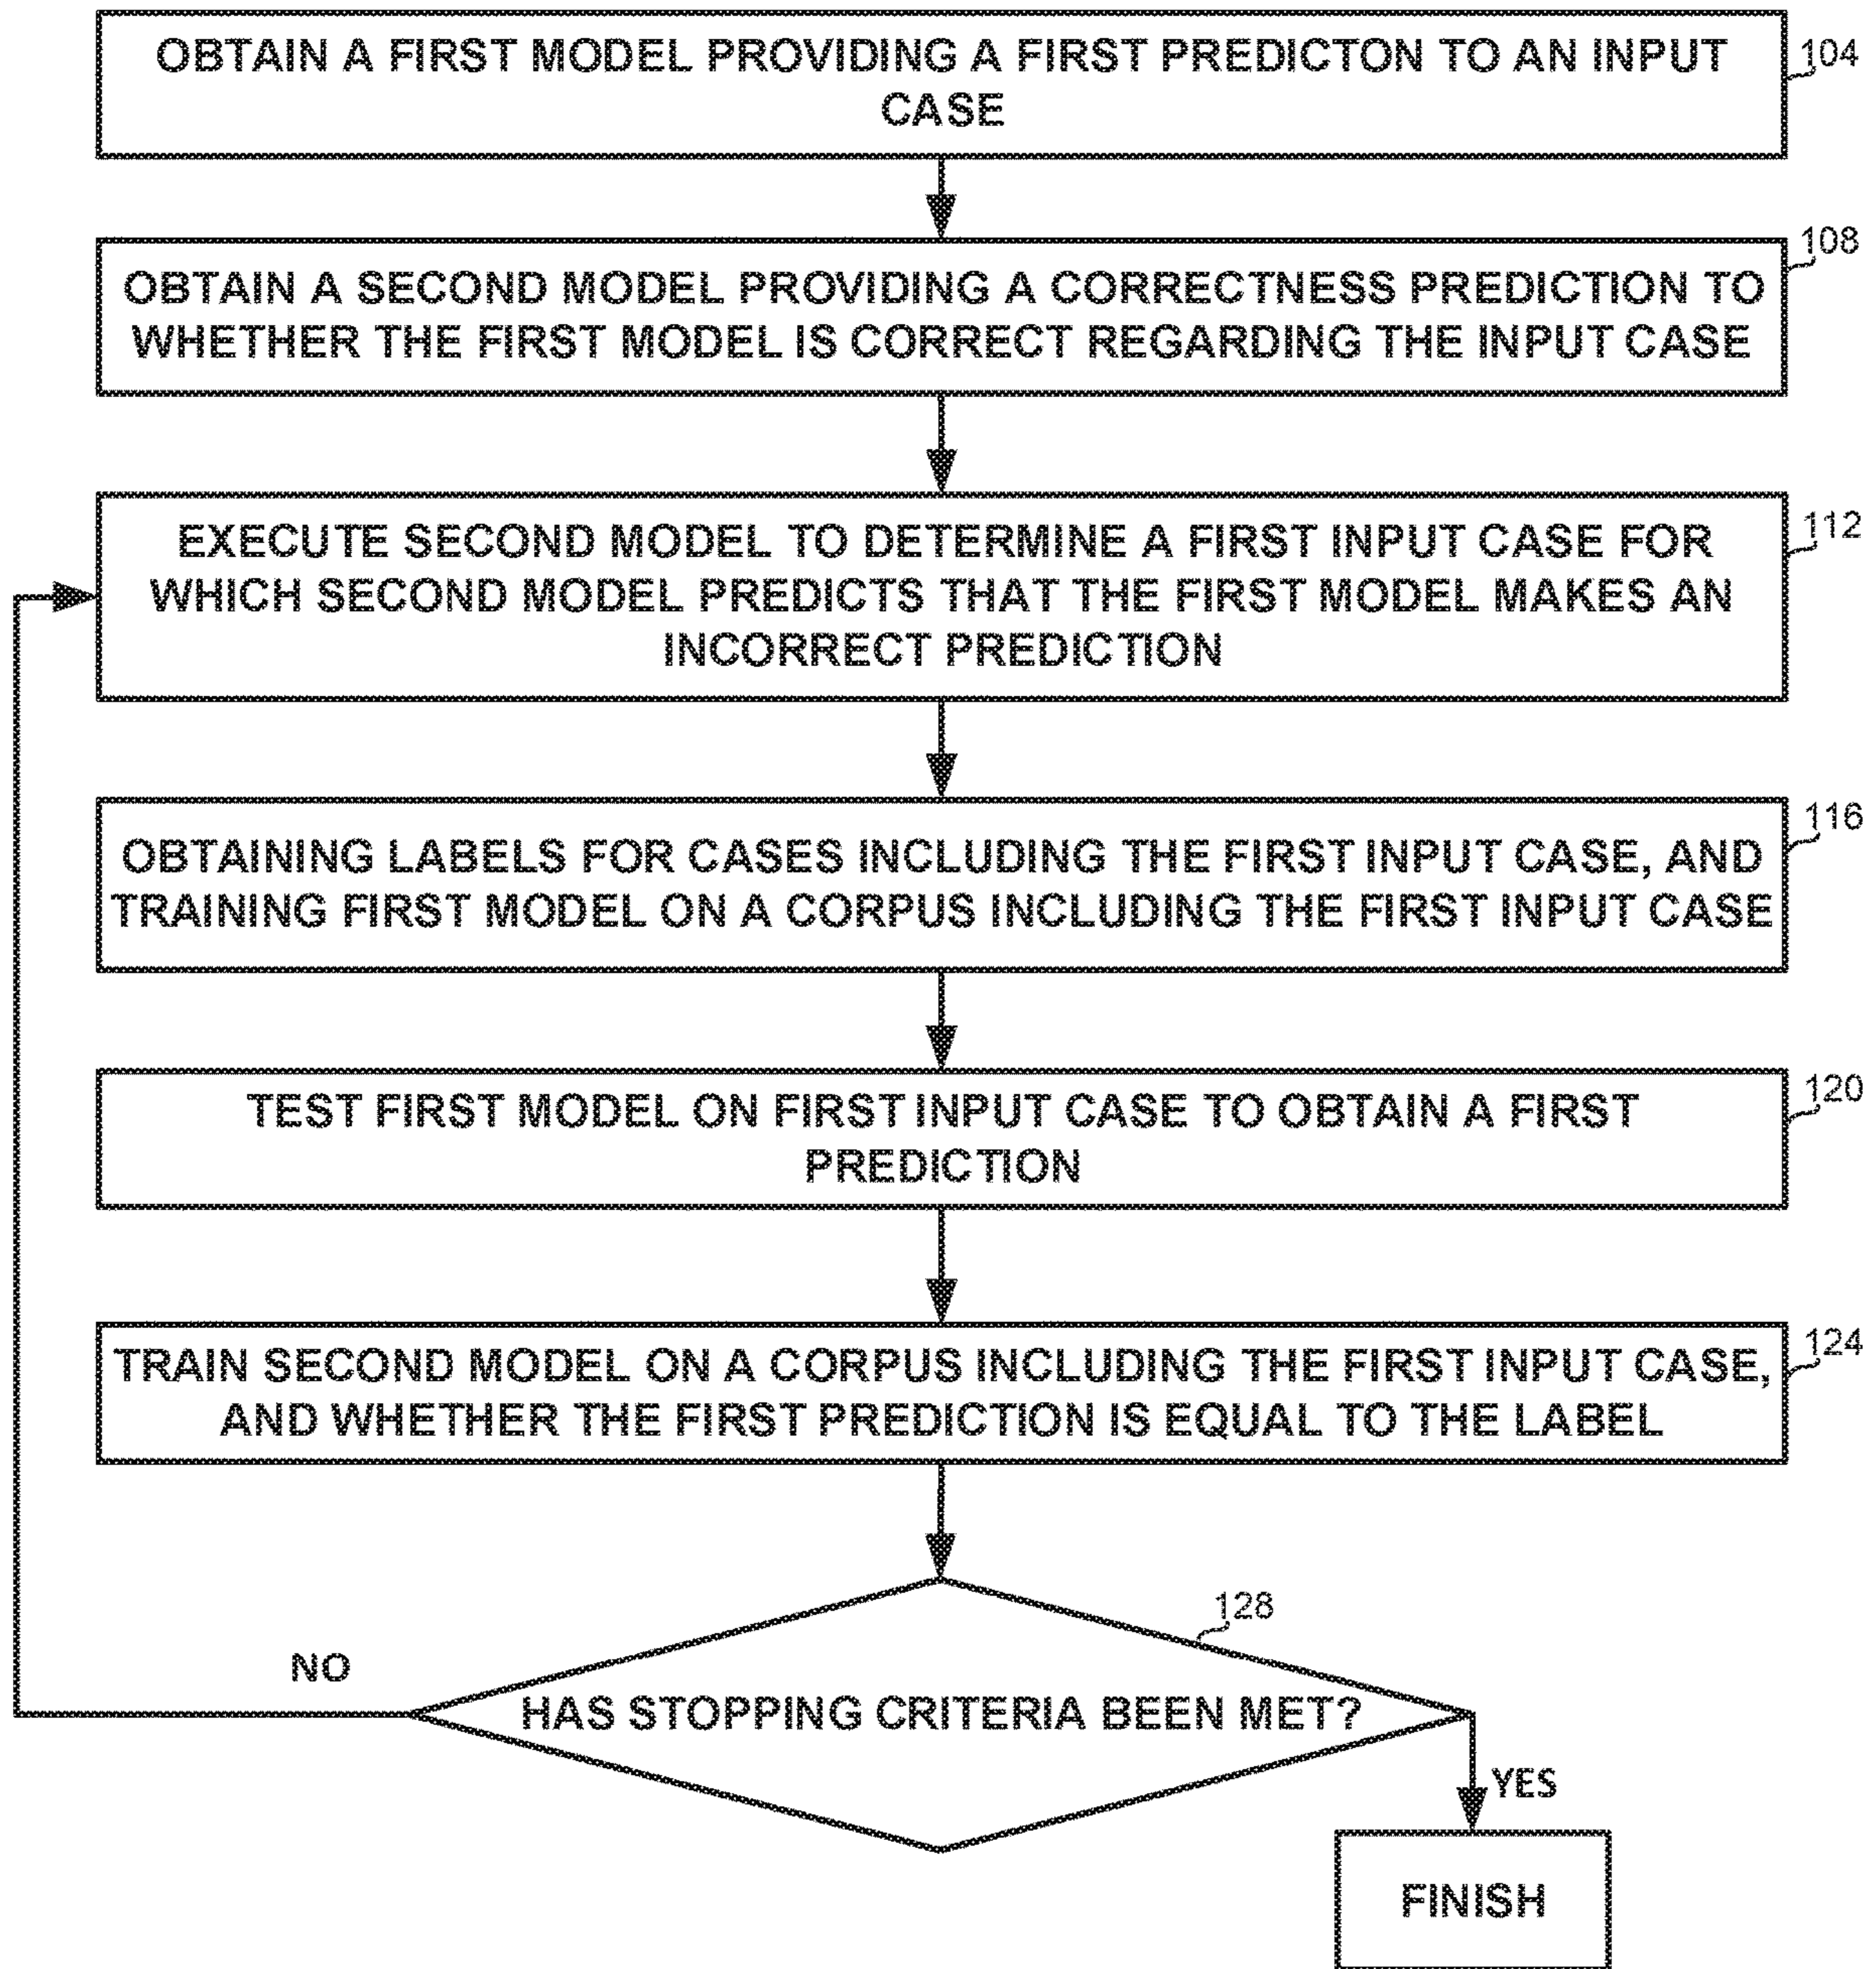 OBTAIN A FIRST MODEL PROVIDING A FIRST PREDICTON TO AN INPUT
CASE
104
OBTAIN A SECOND MODEL PROVIDING A CORRECTNESS PREDICTION TO
WHETHER THE FIRST MODEL IS CORRECT REGARDING THE INPUT CASE
108
EXECUTE SECOND MODEL TO DETERMINE A FIRST INPUT CASE FOR
WHICH SECOND MODEL PREDICTS THAT THE FIRST MODEL MAKES AN
INCORRECT PREDICTION
112
OBTAINING LABELS FOR CASES INCLUDING THE FIRST INPUT CASE, AND
TRAINING FIRST MODEL ON A CORPUS INCLUDING THE FIRST INPUT CASE
116
TEST FIRST MODEL ON FIRST INPUT CASE TO OBTAIN A FIRST
PREDICTION
120
TRAIN SECOND MODEL ON A CORPUS INCLUDING THE FIRST INPUT CASE,
AND WHETHER THE FIRST PREDICTION IS EQUAL TO THE LABEL
124
128
NO
HAS STOPPING CRITERIA BEEN MET?
YES
FINISH